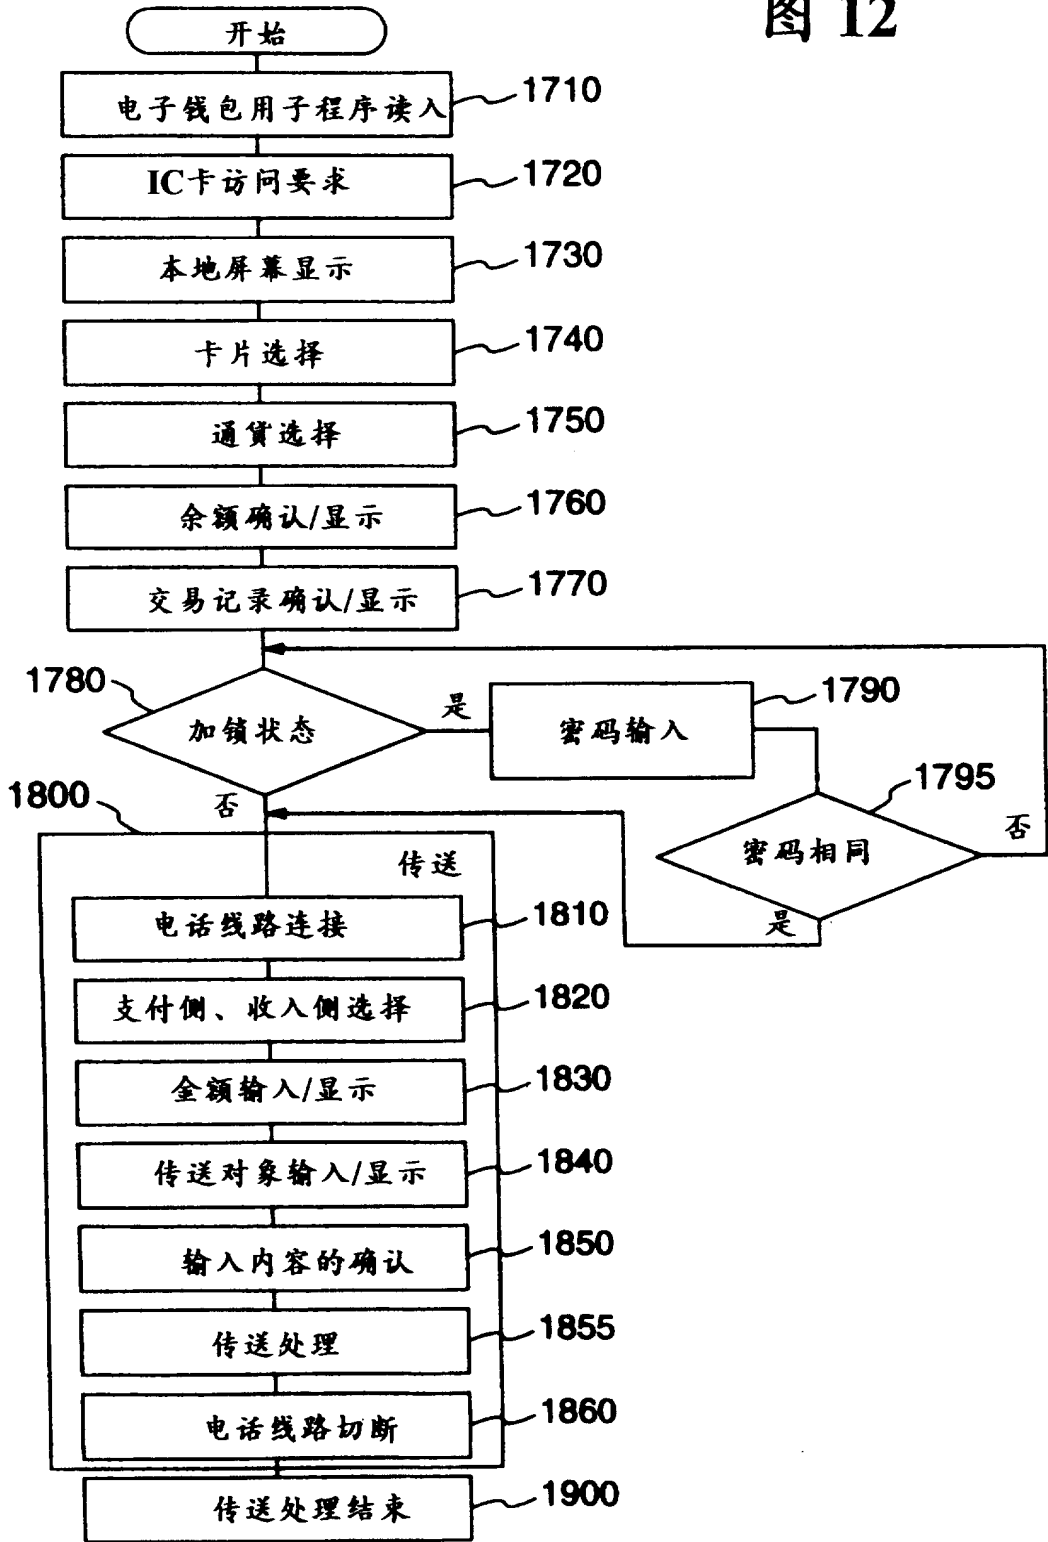 图 12
开始
电子钱包用子程序读入 1710
IC卡访问要求 1720
本地屏幕显示 1730
卡片选择 1740
通货选择 1750
余额确认/显示 1760
交易记录确认/显示 1770
1780 加锁状态
是
密码输入 1790
密码相同 1795
否
是
否
1800
传送
电话线路连接 1810
支付侧、收入侧选择 1820
金额输入/显示 1830
传送对象输入/显示 1840
输入内容的确认 1850
传送处理 1855
电话线路切断 1860
传送处理结束 1900